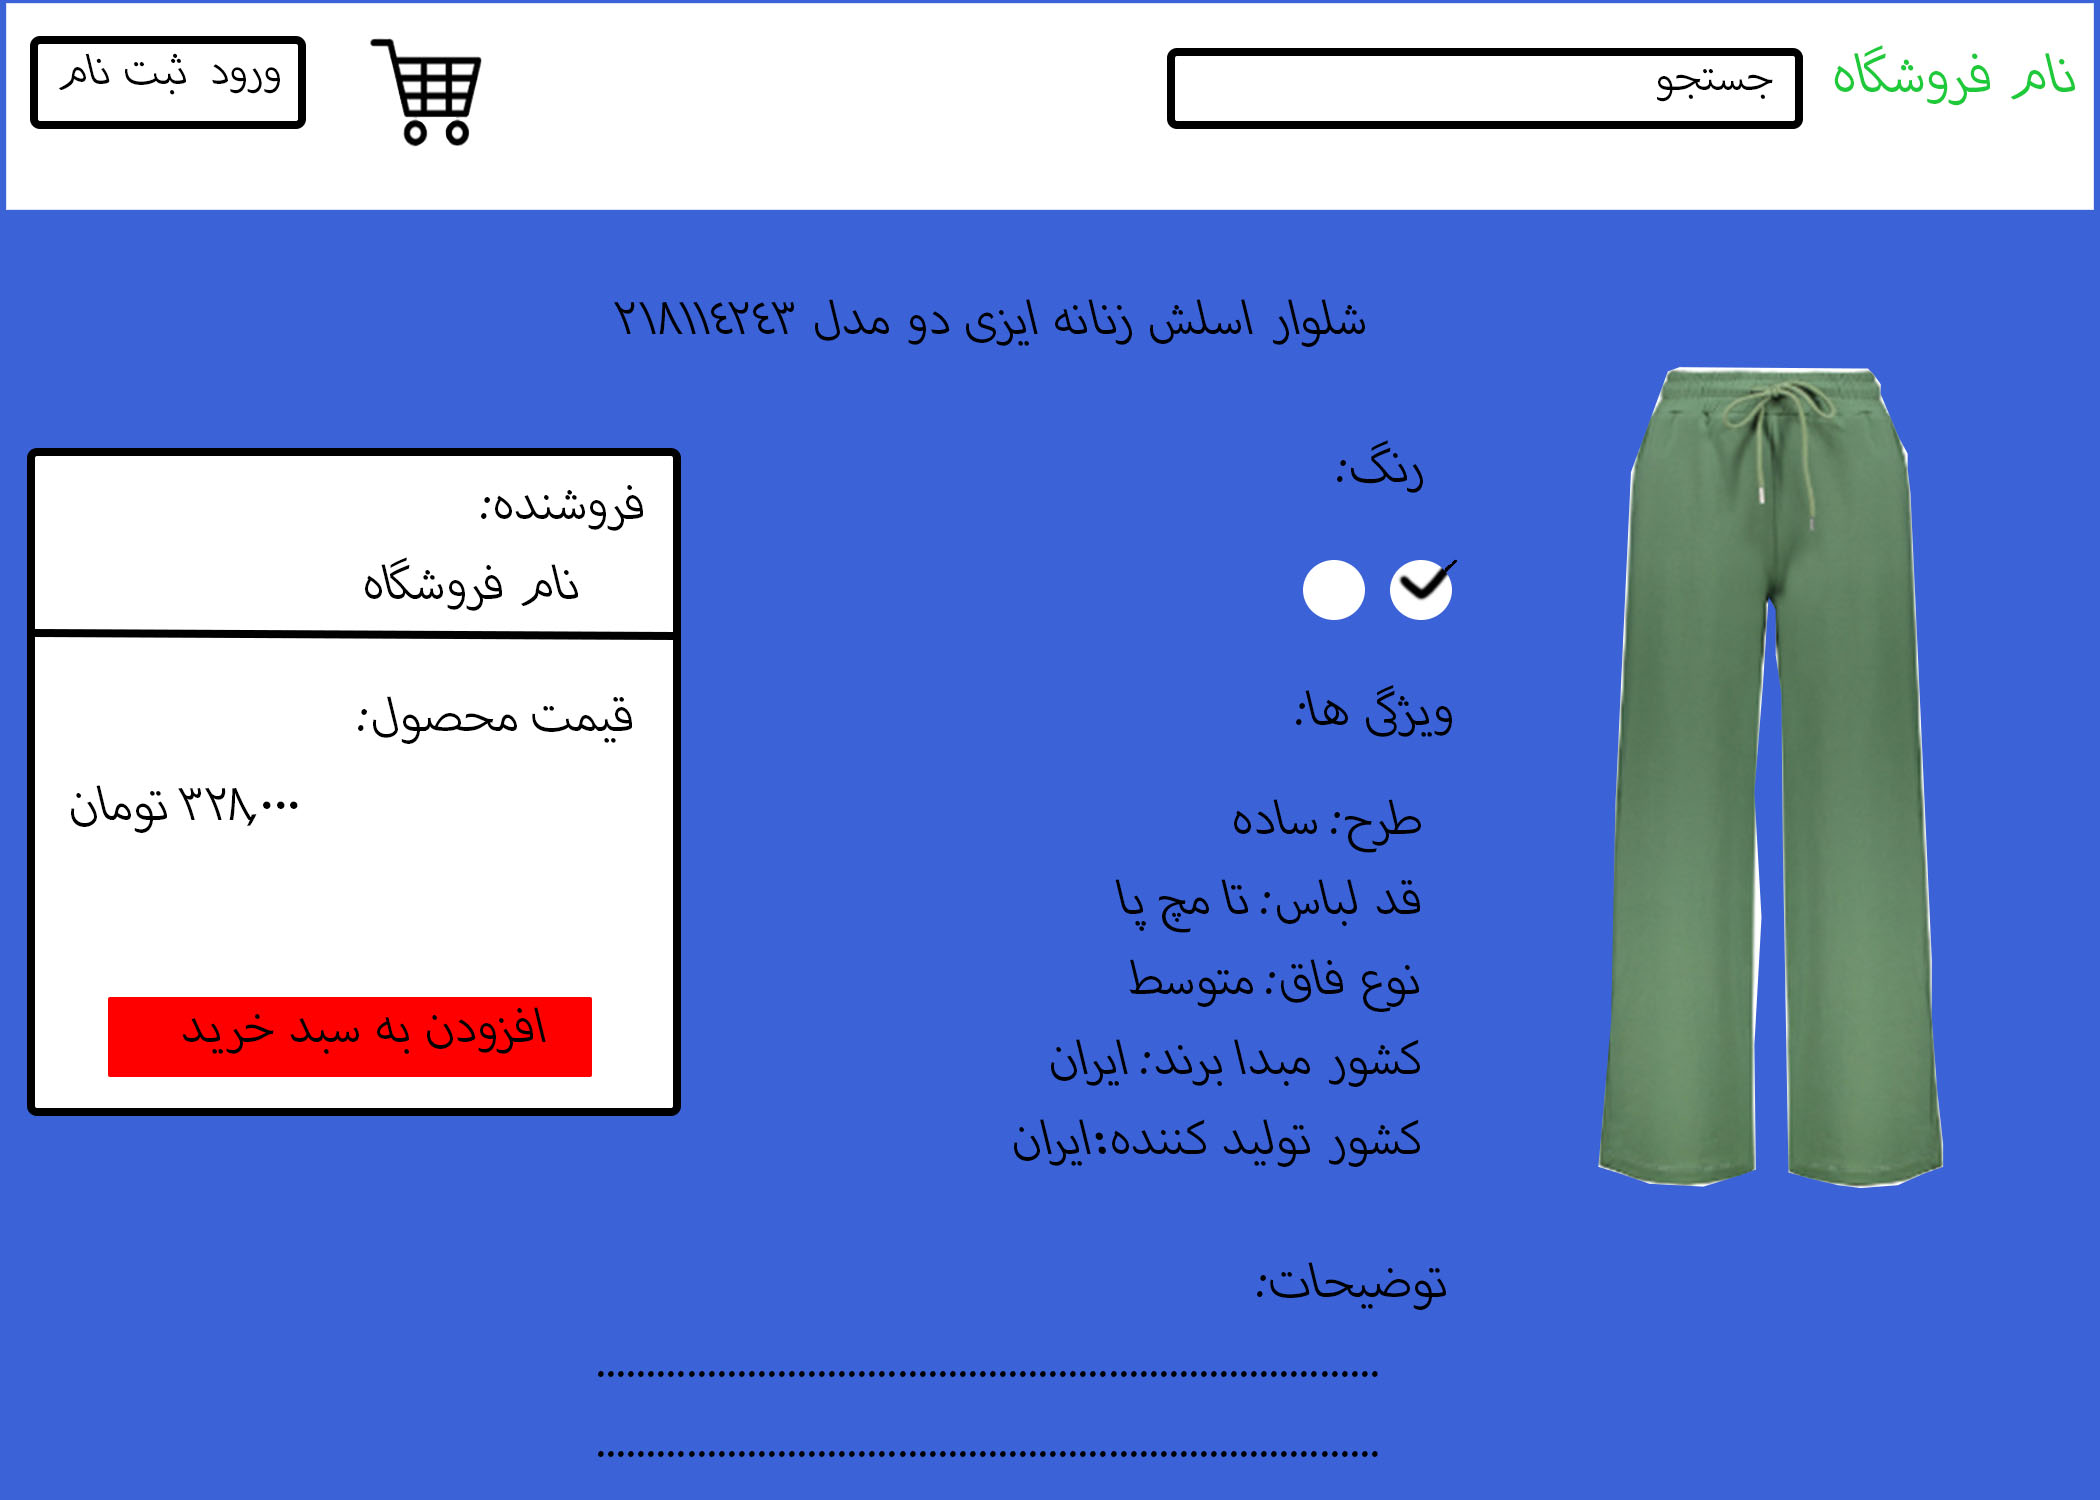 نام فروشگاه
جستجو
ورود ثبت نام
شلوار اسلش زنانه ایزی دو مدل ۲۱۸۱۱٤۲٤۳
رنگ:
ویژگی ها:
طرح: ساده
قد لباس: تا مچ پا
نوع فاق: متوسط
کشور مبدا برند: ایران
کشور تولید کننده:ایران
فروشنده:
نام فروشگاه
قیمت محصول:
۳۲۸,۰۰۰ تومان
افزودن به سبد خرید
توضیحات:
..............................................................................
..............................................................................